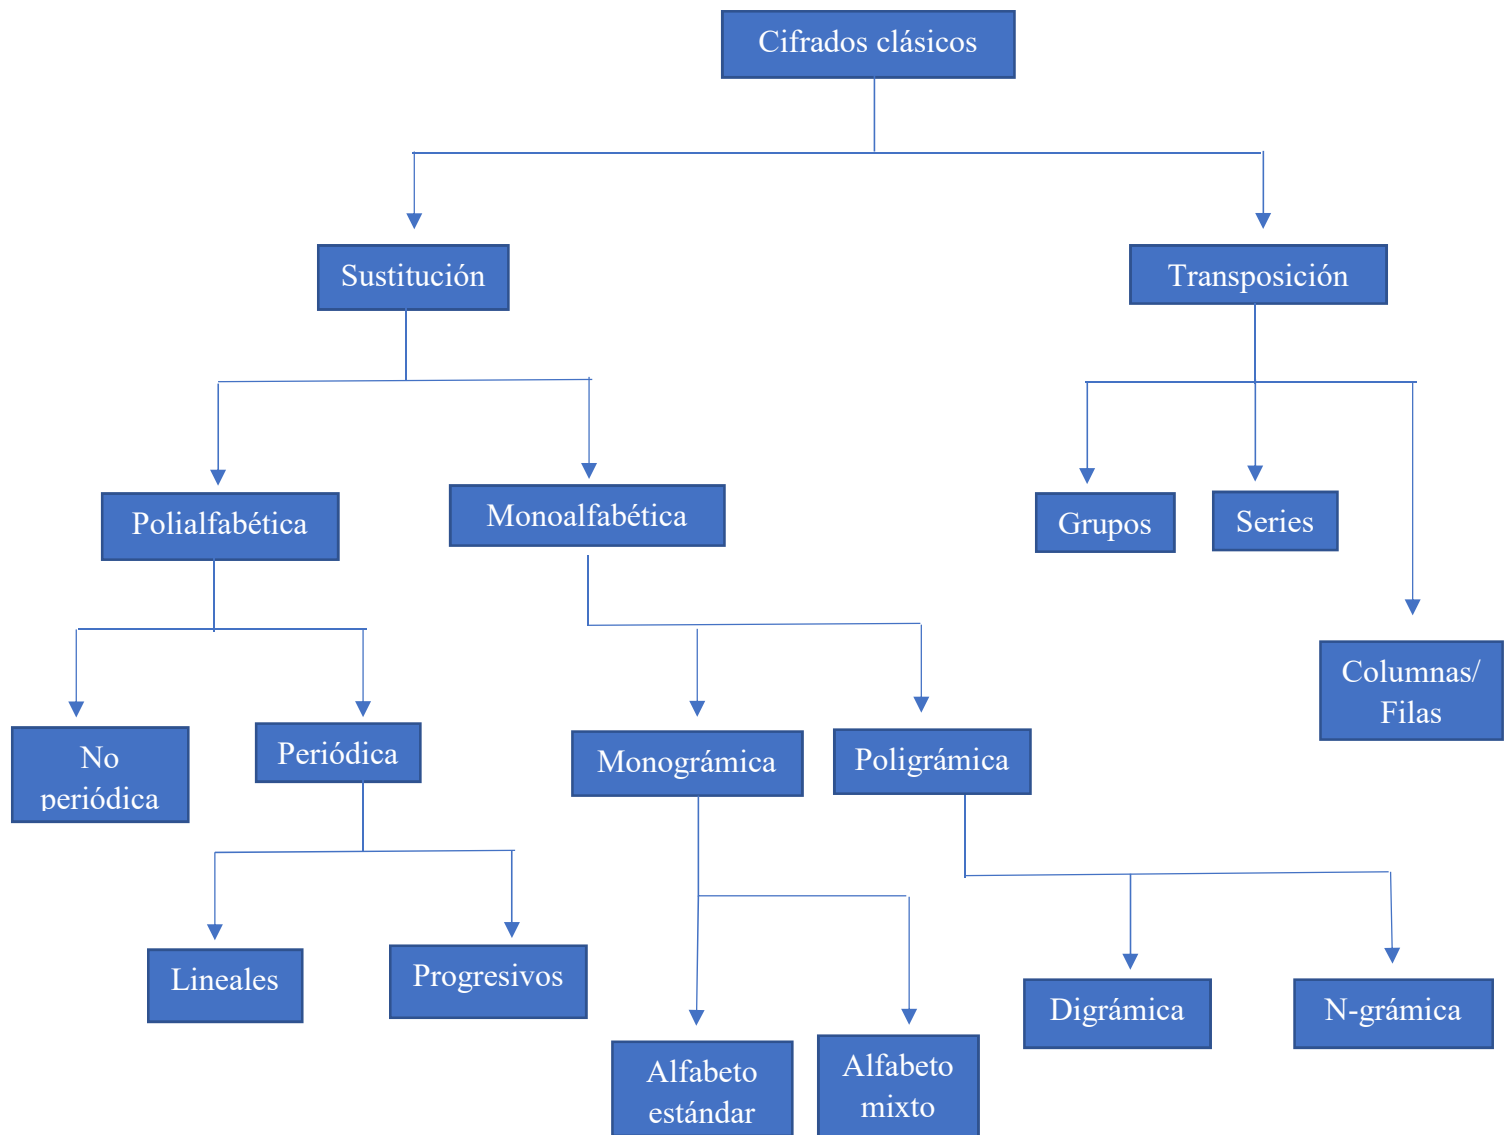 Cifrados clásicos
Sustitución
Transposición
Polialfabética
Monoalfabética
Grupos
Series
Columnas/
Filas
No
periódica
Periódica
Monográmica
Poligrámica
Lineales
Progresivos
Digrámica
N-grámica
Alfabeto
estándar
Alfabeto
mixto